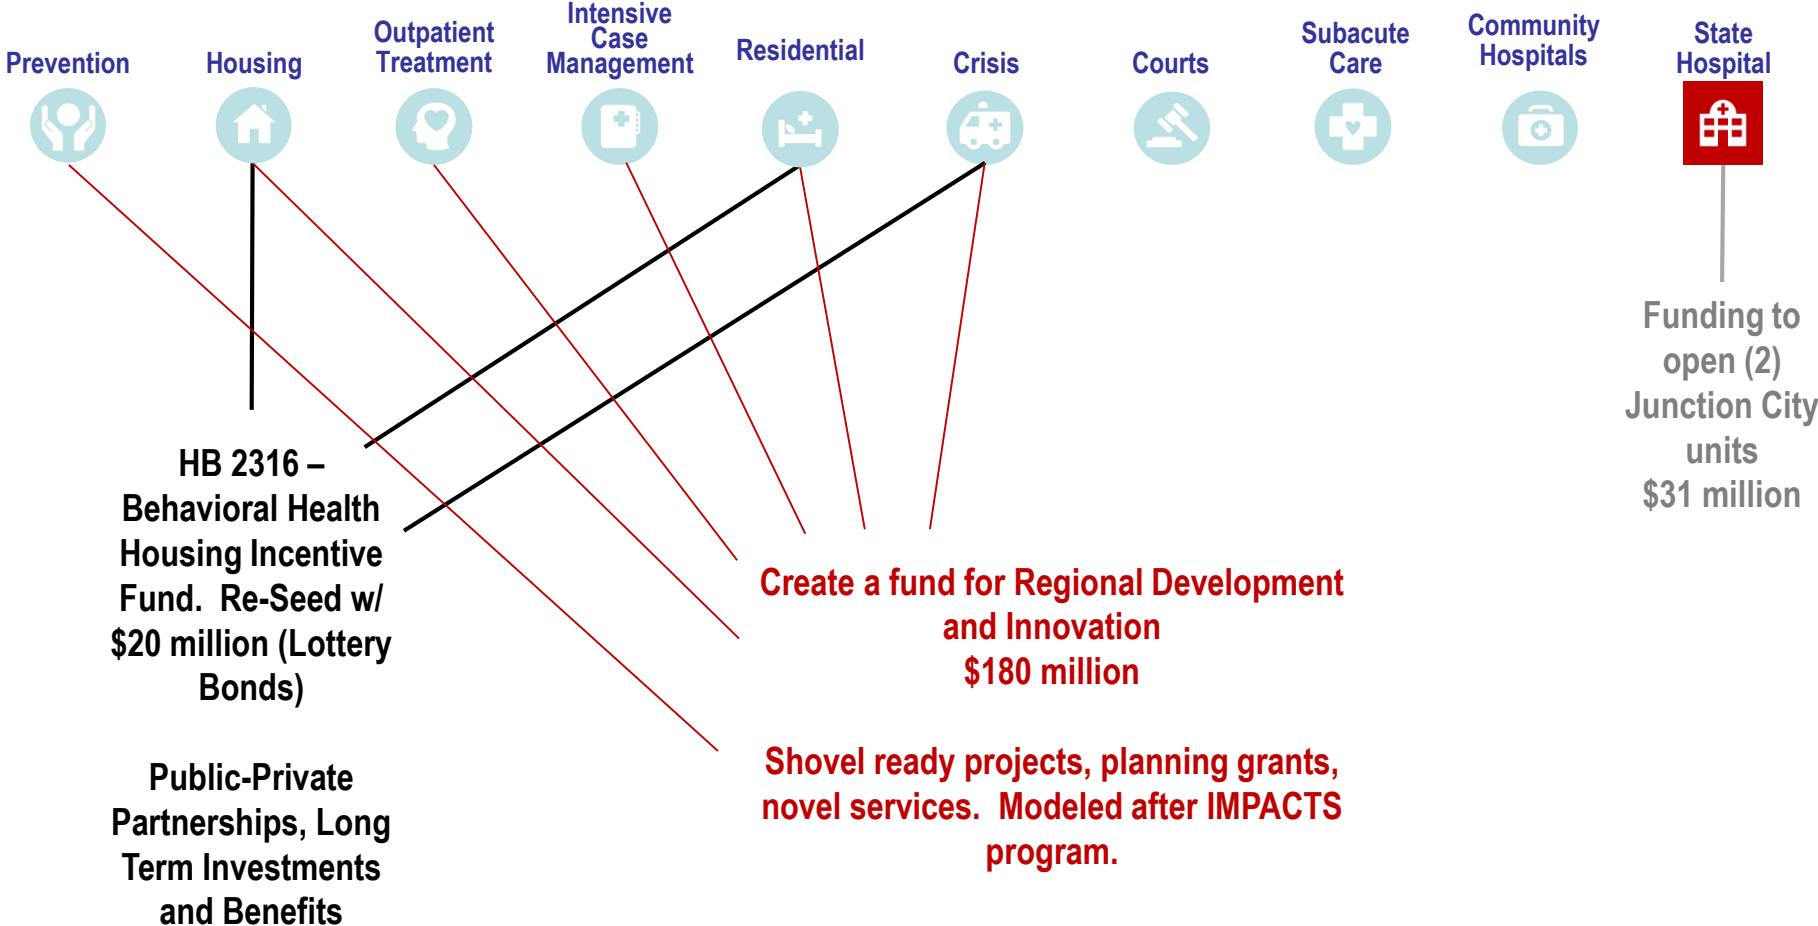 Prevention
Housing
Outpatient
Treatment
Intensive
Case
Management
Residential
Crisis
Courts
Subacute
Care
Community
Hospitals
State
Hospital
HB 2316 –
Behavioral Health
Housing Incentive
Fund.  Re-Seed w/
$20 million (Lottery
Bonds)
Public-Private
Partnerships, Long
Term Investments
and Benefits
Create a fund for Regional Development
and Innovation
$180 million
Shovel ready projects, planning grants,
novel services.  Modeled after IMPACTS
program.
Funding to
open (2)
Junction City
units
$31 million